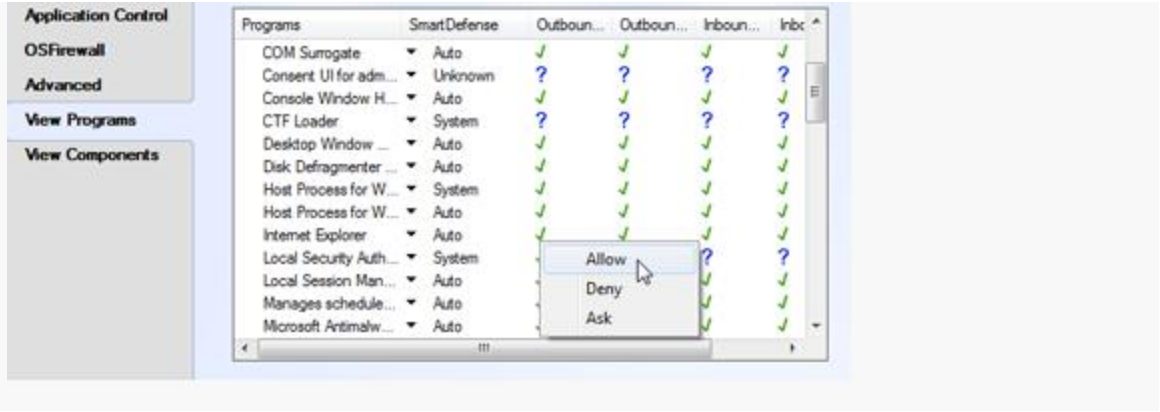 Application Control
OSFirewall
Advanced
View Programs
View Components
Programs SmartDefense Outboun... Outboun... Inboun... Inbc
COM Surrogate Auto
Consent UI for adm... Unknown ? ? ? ?
Console Window H... Auto
CTF Loader System ? ? ? ?
Desktop Window ... Auto
Disk Defragmenter ... Auto
Host Process for W... System
Host Process for W... Auto
Internet Explorer Auto
Local Security Auth... System ? ?
Local Session Man... Auto
Manages schedule... Auto
Microsoft Antimalw... Auto
Allow
Deny
Ask